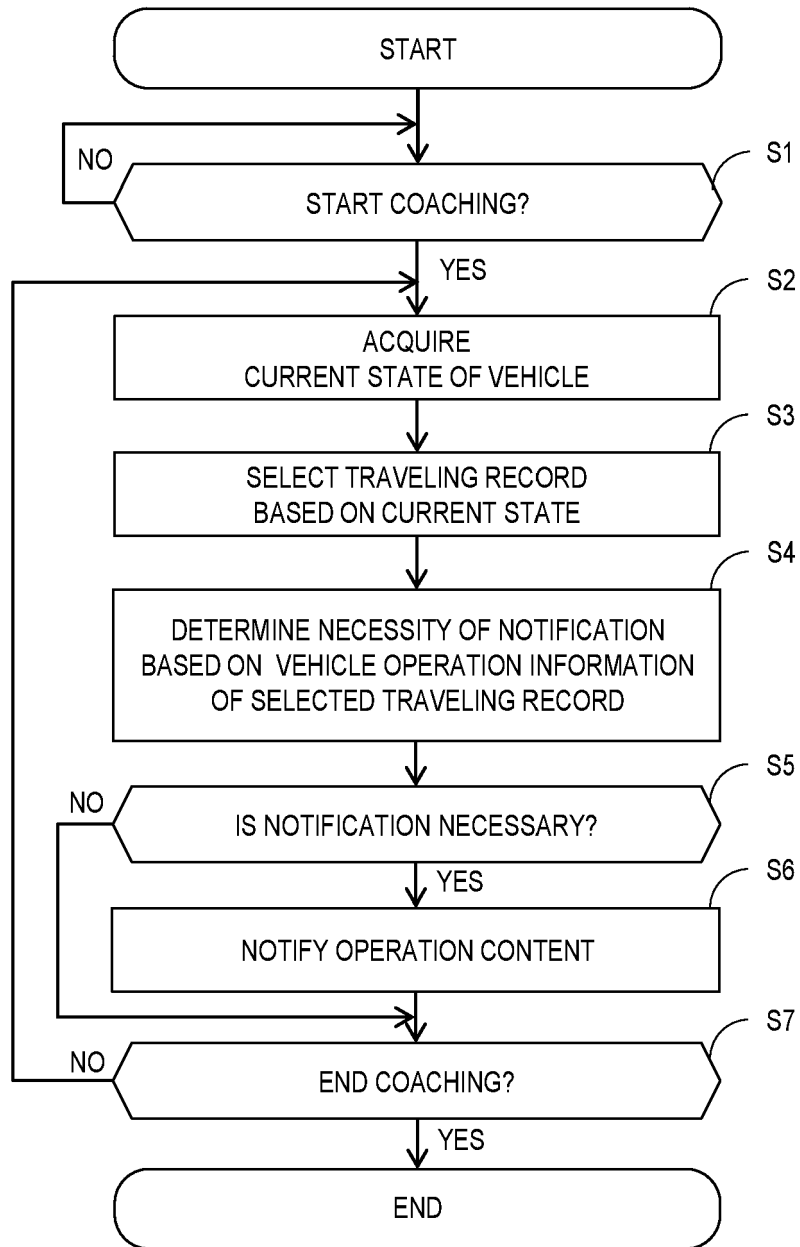 START
NO
S1
START COACHING?
YES
S2
ACQUIRE
CURRENT STATE OF VEHICLE
S3
SELECT TRAVELING RECORD
BASED ON CURRENT STATE
S4
DETERMINE NECESSITY OF NOTIFICATION
BASED ON VEHICLE OPERATION INFORMATION
OF SELECTED TRAVELING RECORD
S5
NO
IS NOTIFICATION NECESSARY?
YES
S6
NOTIFY OPERATION CONTENT
S7
NO
END COACHING?
YES
END